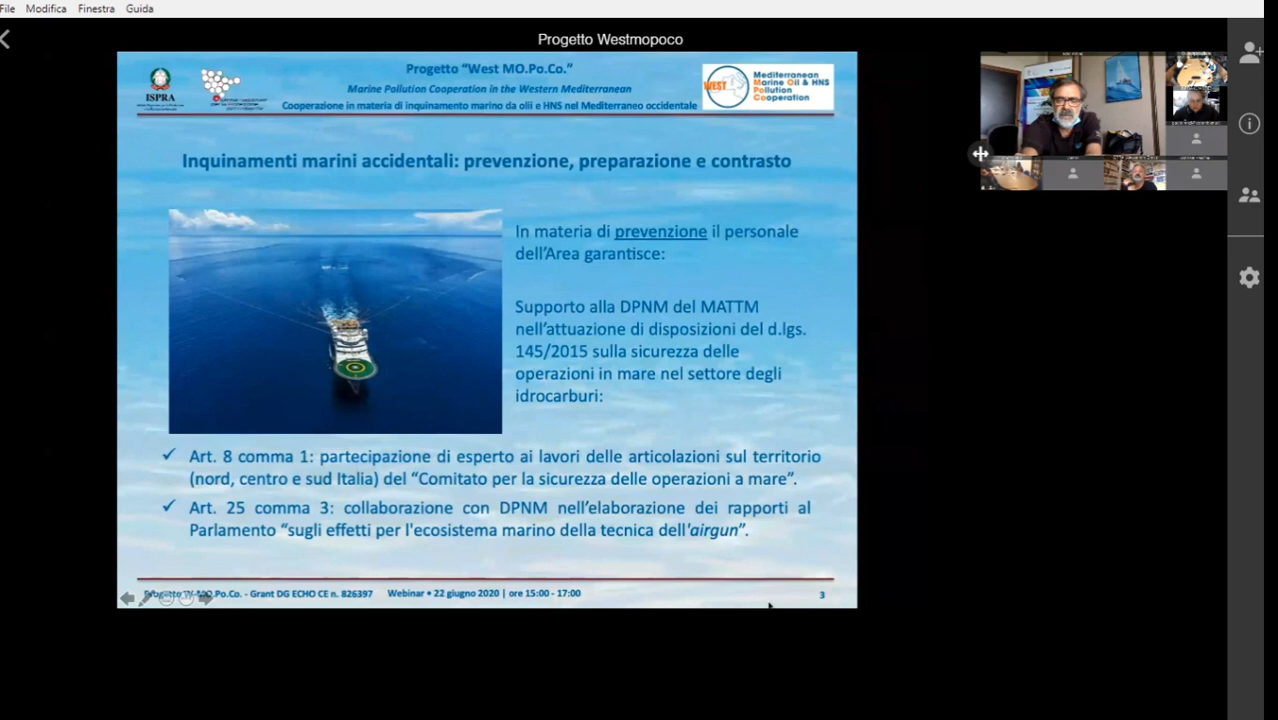 File Modifica Finestra Guida
Progetto Westmopoco
Progetto “West MO.Po.Co.”
Marine Pollution Cooperation in the Western Mediterranean
Cooperazione in materia di inquinamento marino da olii e HNS nel Mediterraneo occidentale
ISPRA
WEST
Mediterranean
Marine Oil & HNS
Pollution
Cooperation
Inquinamenti marini accidentali: prevenzione, preparazione e contrasto
In materia di prevenzione il personale
dell’Area garantisce:
Supporto alla DPNM del MATTM
nell’attuazione di disposizioni del d.lgs.
145/2015 sulla sicurezza delle
operazioni in mare nel settore degli
idrocarburi:
✓ Art. 8 comma 1: partecipazione di esperto ai lavori delle articolazioni sul territorio
(nord, centro e sud Italia) del “Comitato per la sicurezza delle operazioni a mare”.
✓ Art. 25 comma 3: collaborazione con DPNM nell’elaborazione dei rapporti al
Parlamento “sugli effetti per l'ecosistema marino della tecnica dell'airgun”.
Progetto W-MO.Po.Co. - Grant DG ECHO CE n. 826397 Webinar • 22 giugno 2020 | ore 15:00 - 17:00 3